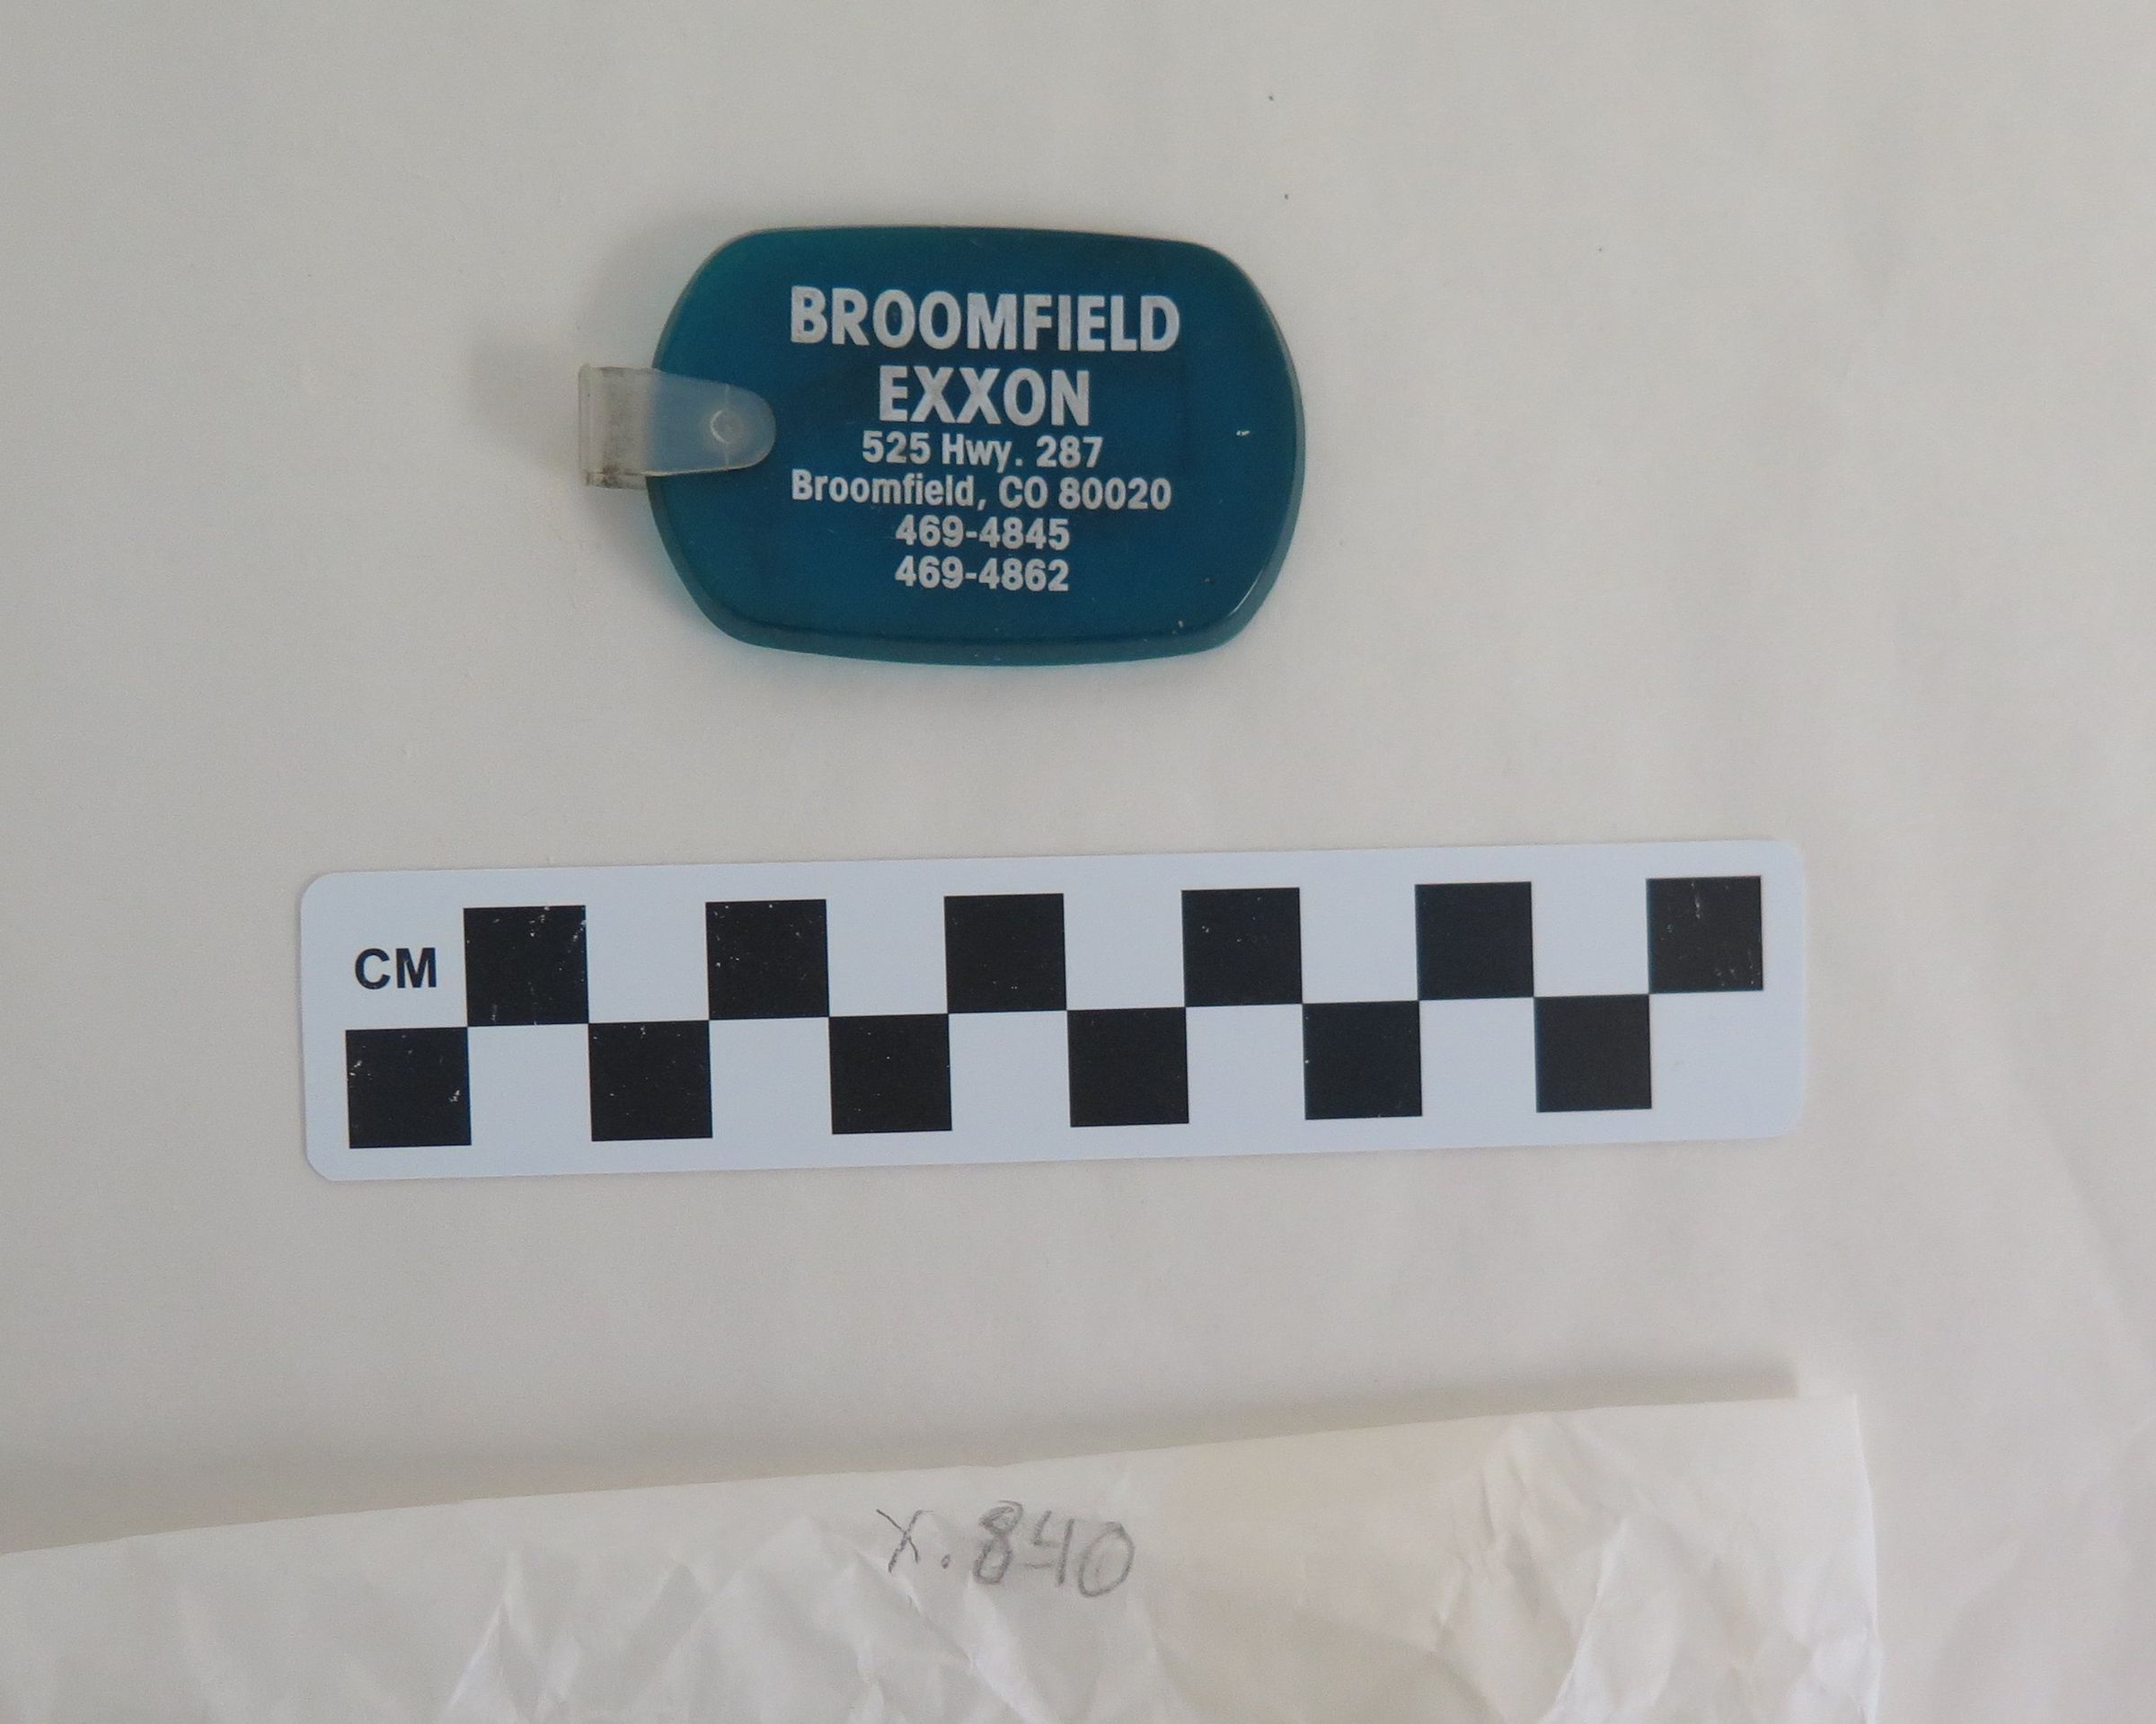 BROOMFIELD
EXXON
525 Hwy. 287
Broomfield, CO 80020
469-4845
469-4862
CM
X.840